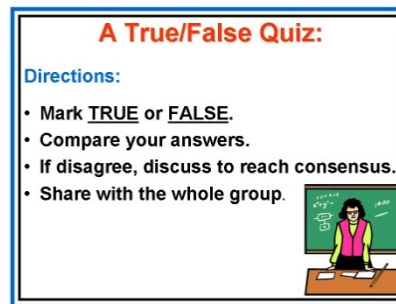 A True/False Quiz:
Directions:
• Mark TRUE or FALSE.
• Compare your answers.
• If disagree, discuss to reach consensus.
• Share with the whole group.